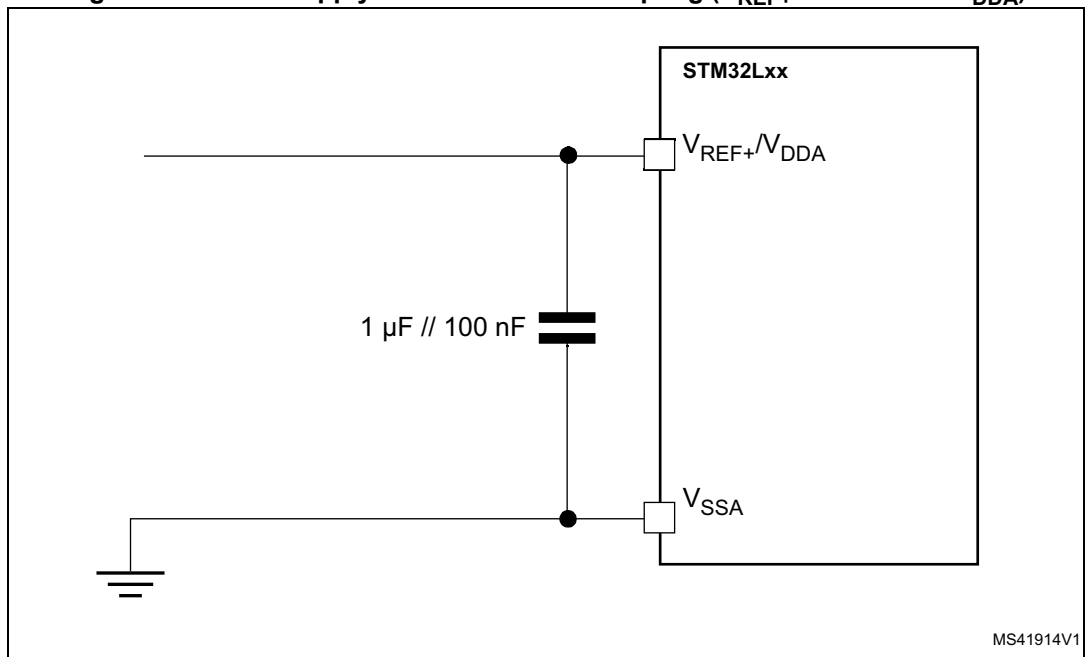 STM32Lxx
VREF+/VDDA
1 µF // 100 nF
VSSA
MS41914V1